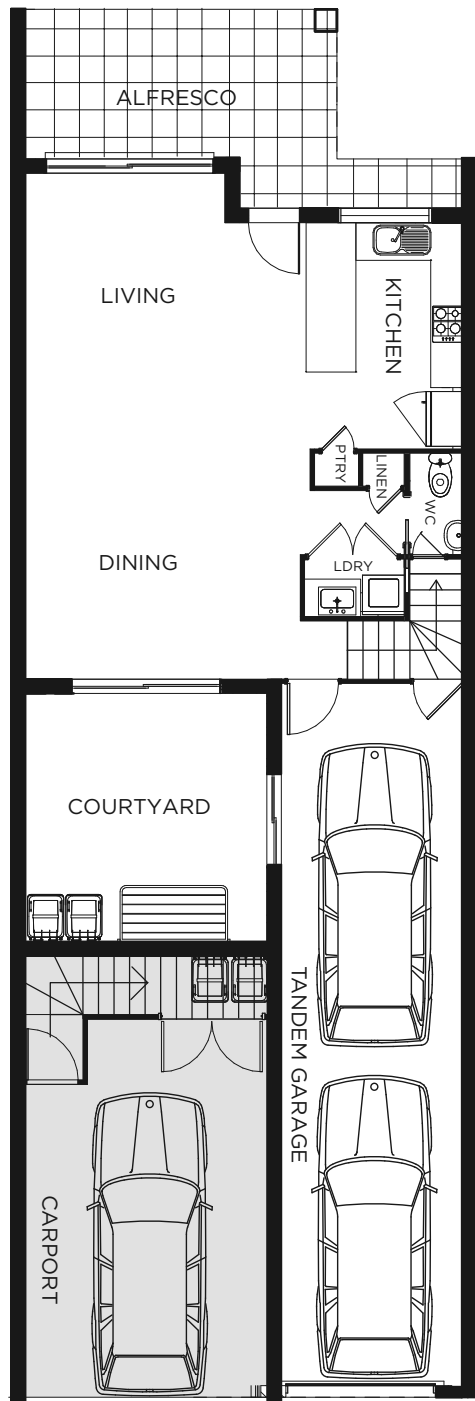 ALFRESCO
LIVING
KITCHEN
PTRY
LINEN
WC
DINING
LDRY
COURTYARD
TANDEM GARAGE
CARPORT